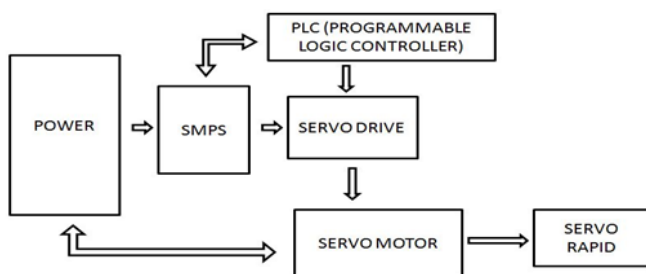 PLC (PROGRAMMABLE
LOGIC CONTROLLER)
POWER
SMPS
SERVO DRIVE
SERVO MOTOR
SERVO
RAPID